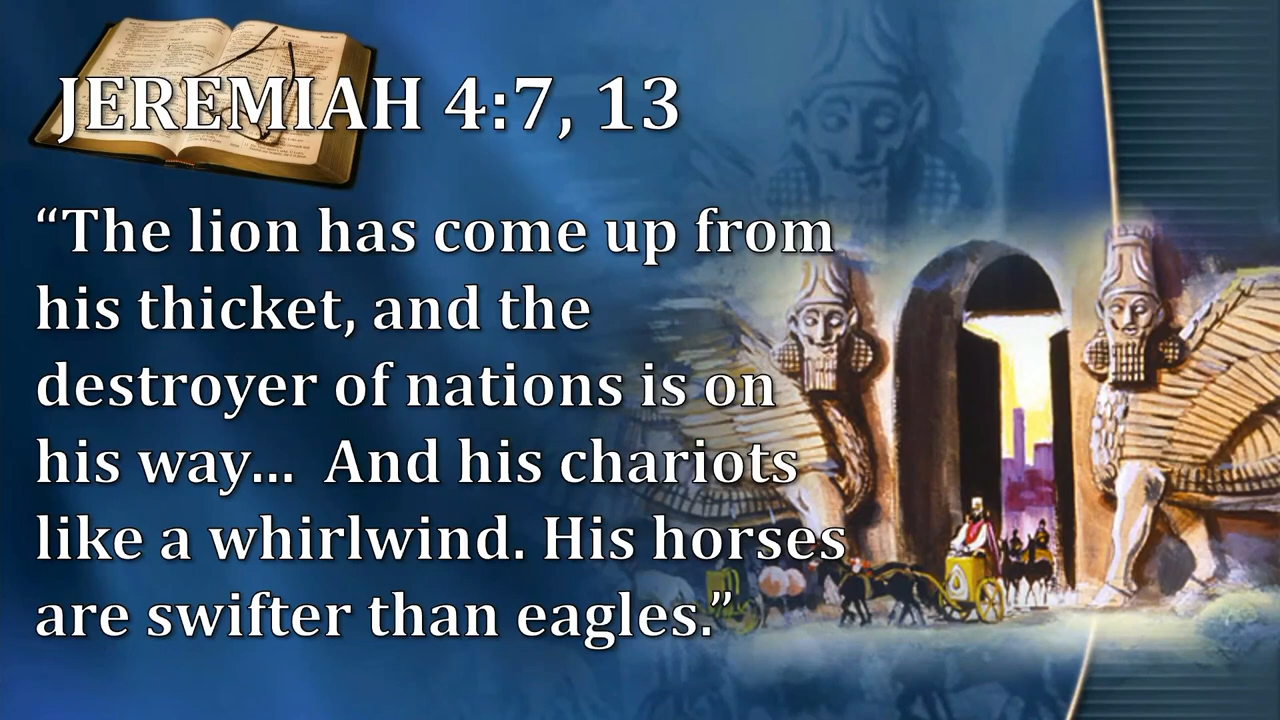 JEREMIAH 4:7, 13
“The lion has come up from
his thicket, and the
destroyer of nations is on
his way... And his chariots
like a whirlwind. His horses
are swifter than eagles.”